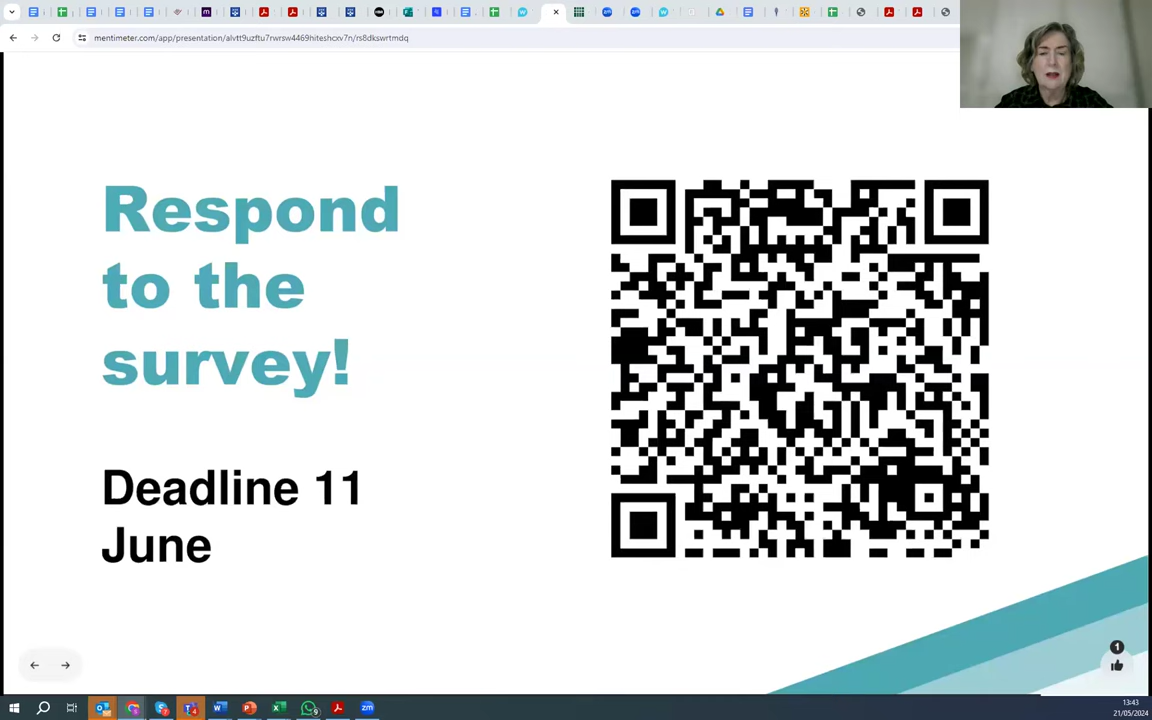 mentimeter.com/app/presentation/alvtt9uzftu7rwrsw4469hiteshcxv7n/rs8dkswrtmdq
Respond
to the
survey!
Deadline 11
June
1
13:43
21/05/2024